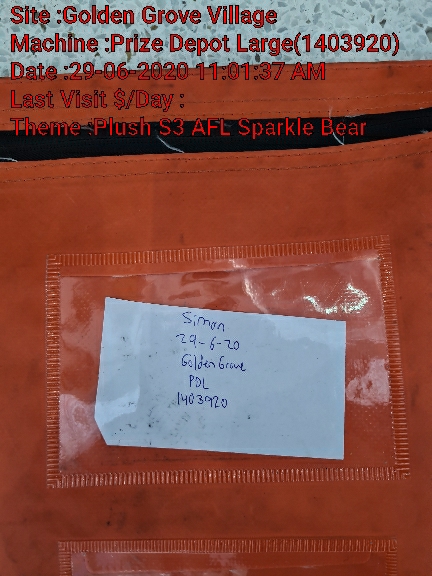 Site :Golden Grove Village
Machine :Prize Depot Large(1403920)
Date :29-06-2020 11:01:37 AM
Last Visit $/Day :
Theme :Plush S3 AFL Sparkle Bear
Simon
29-6-20
Golden Grove
PDL
1403920